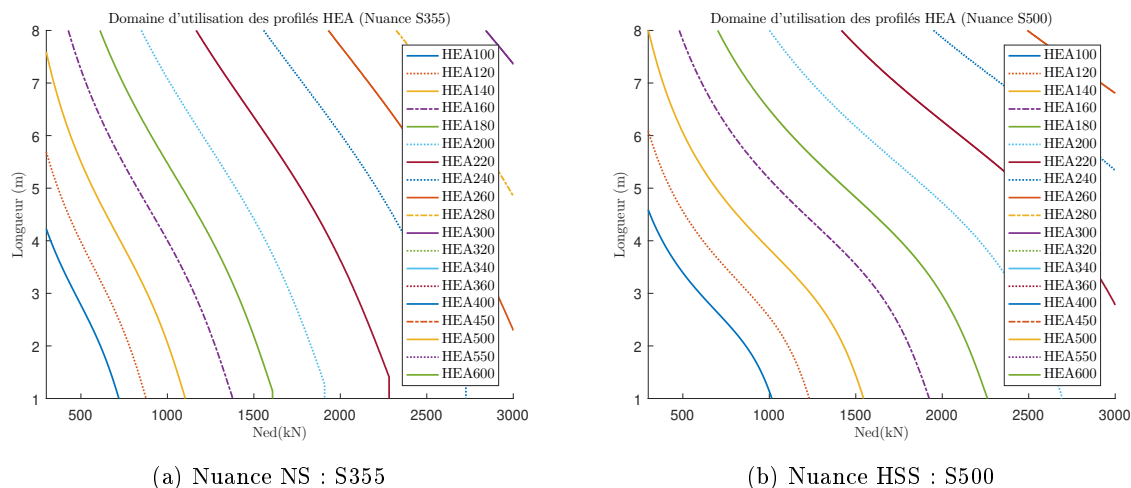 Domaine d'utilisation des profilés HEA (Nuance S355)
Longueur (m)
8
7
6
5
4
3
2
1
500
1000
1500
2000
2500
3000
Ned(kN)
HEA100
HEA120
HEA140
HEA160
HEA180
HEA200
HEA220
HEA240
HEA260
HEA280
HEA300
HEA320
HEA340
HEA360
HEA400
HEA450
HEA500
HEA550
HEA600
(a) Nuance NS : S355
Domaine d'utilisation des profilés HEA (Nuance S500)
Longueur (m)
8
7
6
5
4
3
2
1
500
1000
1500
2000
2500
3000
Ned(kN)
HEA100
HEA120
HEA140
HEA160
HEA180
HEA200
HEA220
HEA240
HEA260
HEA280
HEA300
HEA320
HEA340
HEA360
HEA400
HEA450
HEA500
HEA550
HEA600
(b) Nuance HSS : S500